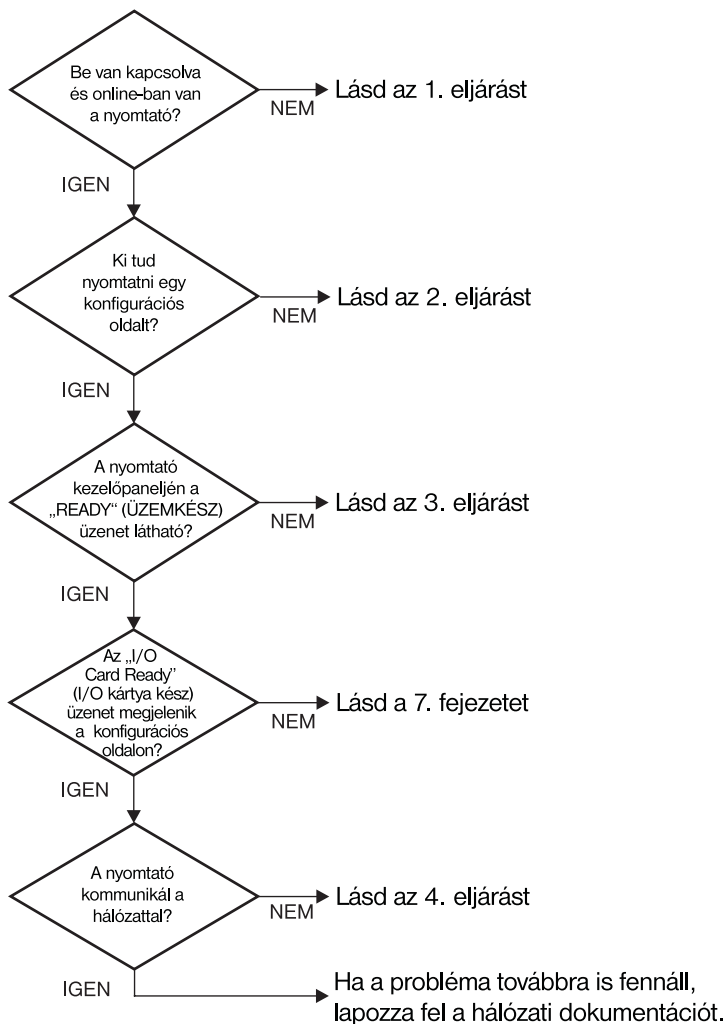 Be van kapcsolva
és online-ban van
a nyomtató?
NEM
Lásd az 1. eljárást
IGEN
Ki tud
nyomtatni egy
konfigurációs
oldalt?
NEM
Lásd az 2. eljárást
IGEN
A nyomtató
kezelőpaneljén a
„READY“ (ÜZEMKÉSZ)
üzenet látható?
NEM
Lásd az 3. eljárást
IGEN
Az „I/O
Card Ready”
(I/O kártya kész)
üzenet megjelenik
a konfigurációs
oldalon?
NEM
Lásd a 7. fejezetet
IGEN
A nyomtató
kommunikál a
hálózattal?
NEM
Lásd az 4. eljárást
IGEN
Ha a probléma továbbra is fennáll,
lapozza fel a hálózati dokumentációt.